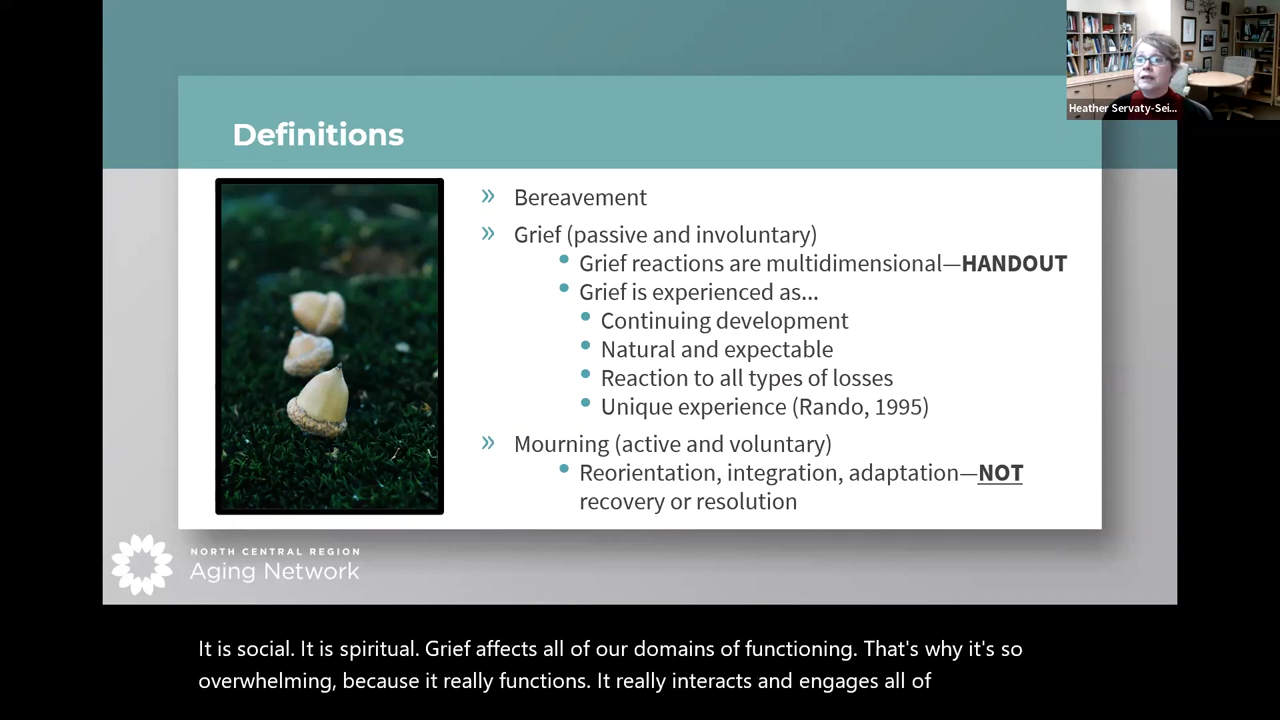 Heather Servaty-Sei...
Definitions
» Bereavement
» Grief (passive and involuntary)
• Grief reactions are multidimensional—HANDOUT
• Grief is experienced as...
• Continuing development
• Natural and expectable
• Reaction to all types of losses
• Unique experience (Rando, 1995)
» Mourning (active and voluntary)
• Reorientation, integration, adaptation—NOT
recovery or resolution
NORTH CENTRAL REGION
Aging Network
It is social. It is spiritual. Grief affects all of our domains of functioning. That's why it's so
overwhelming, because it really functions. It really interacts and engages all of